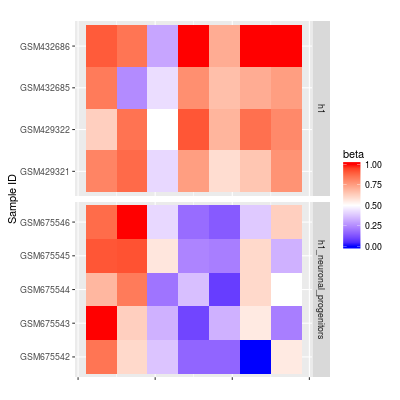 GSM432686
GSM432685
GSM429322
GSM429321
h1
GSM675546
GSM675545
GSM675544
GSM675543
GSM675542
h1_neuronal_progenitors
Sample ID
beta
1.00
0.75
0.50
0.25
0.00